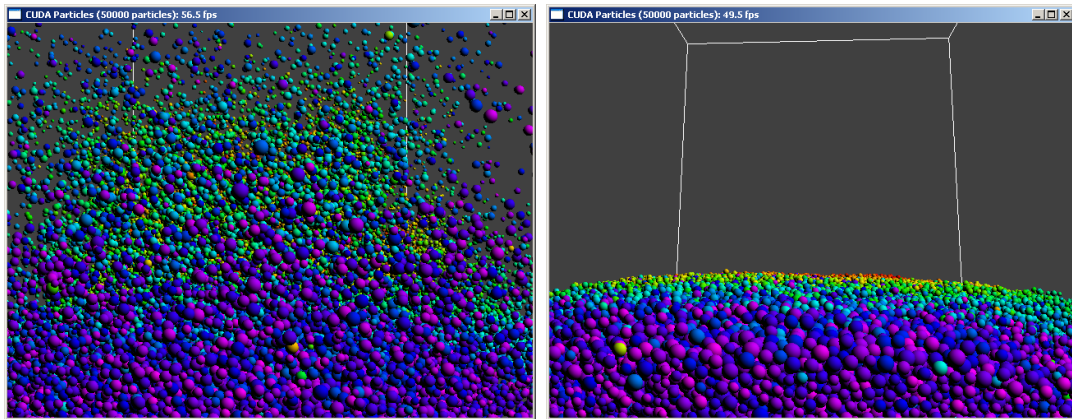 CUDA Particles (50000 particles): 56.5 fps
CUDA Particles (50000 particles): 49.5 fps